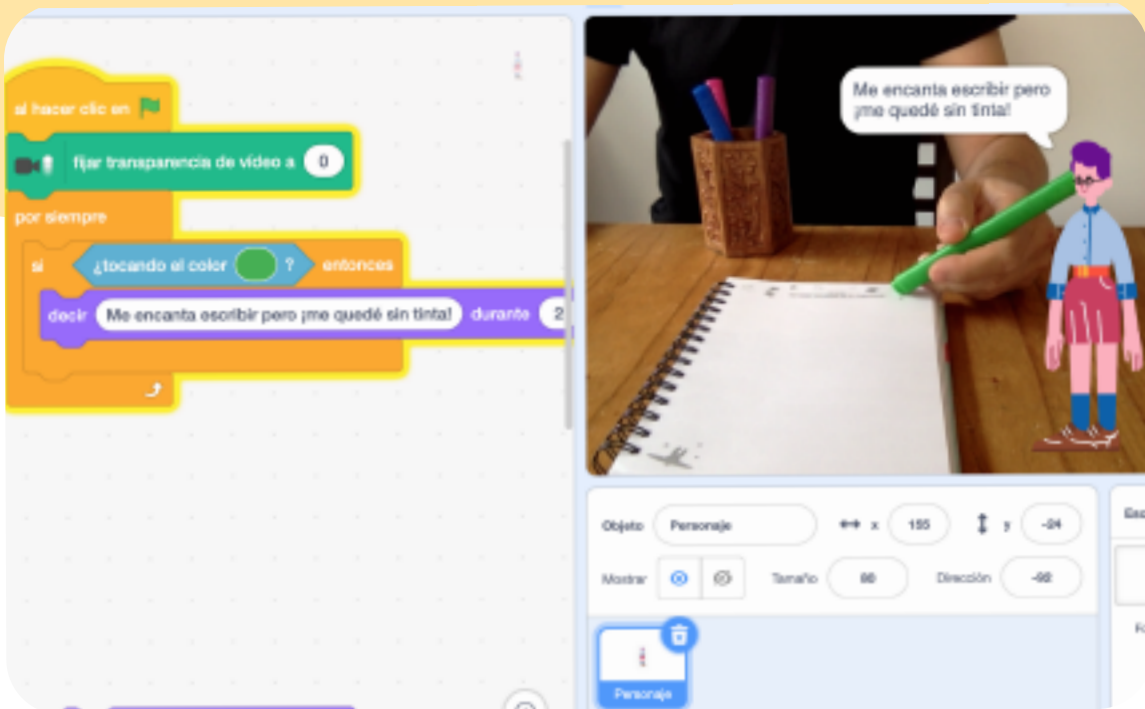 al hacer clic en
fijar transparencia de vídeo a 0
por siempre
si ¿tocando el color ? entonces
decir Me encanta escribir pero ¡me quedé sin tinta! durante 2
Me encanta escribir pero
¡me quedé sin tinta!
Objeto Personaje x 155 y -24
Mostrar Tamaño 80 Dirección -92
Personaje